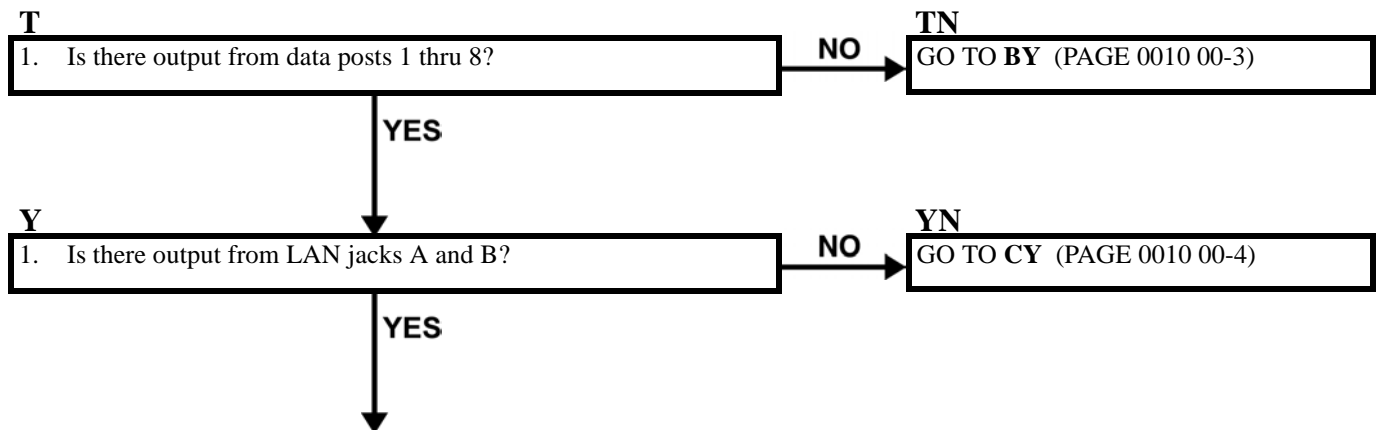 T
1. Is there output from data posts 1 thru 8?
NO
TN
GO TO BY (PAGE 0010 00-3)
YES
Y
1. Is there output from LAN jacks A and B?
NO
YN
GO TO CY (PAGE 0010 00-4)
YES